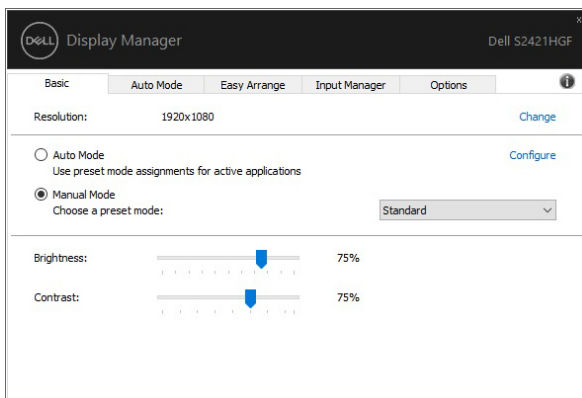 DELL Display Manager Dell S2421HGF
Basic Auto Mode Easy Arrange Input Manager Options
Resolution: 1920x1080 Change
Auto Mode Configure
Use preset mode assignments for active applications
Manual Mode
Choose a preset mode: Standard
Brightness: 75%
Contrast: 75%